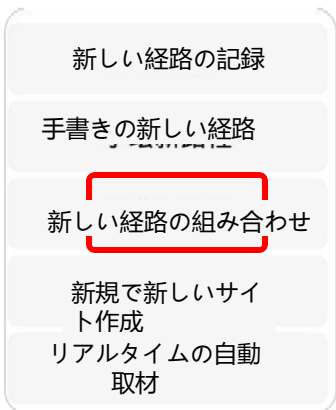 新しい経路の記録
手書きの新しい経路
新しい経路の組み合わせ
新規で新しいサイ
ト作成
リアルタイムの自動
取材